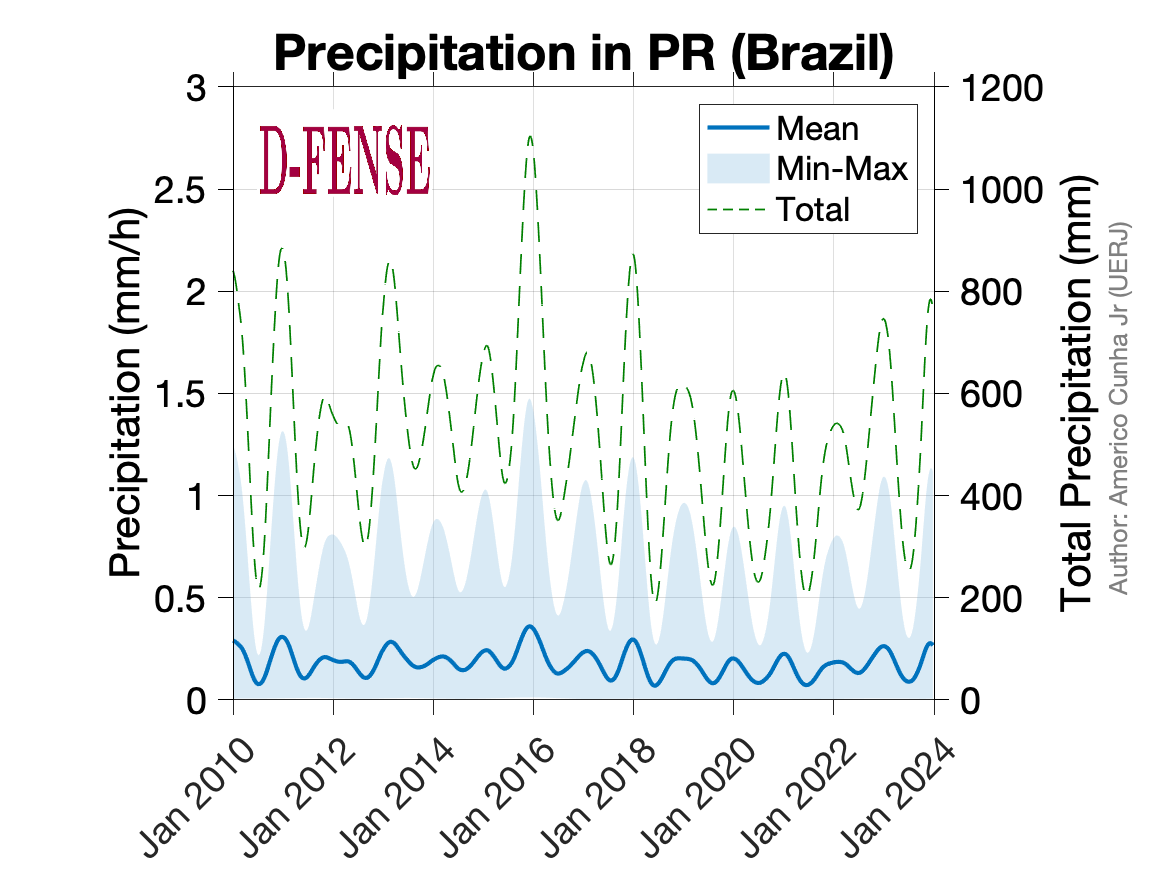 Precipitation in PR (Brazil)
D-FENSE
Mean
Min-Max
Total
Precipitation (mm/h)
3
2.5
2
1.5
1
0.5
0
1200
1000
800
600
400
200
0
Total Precipitation (mm)
Author: Americo Cunha Jr (UERJ)
Jan 2010
Jan 2012
Jan 2014
Jan 2016
Jan 2018
Jan 2020
Jan 2022
Jan 2024